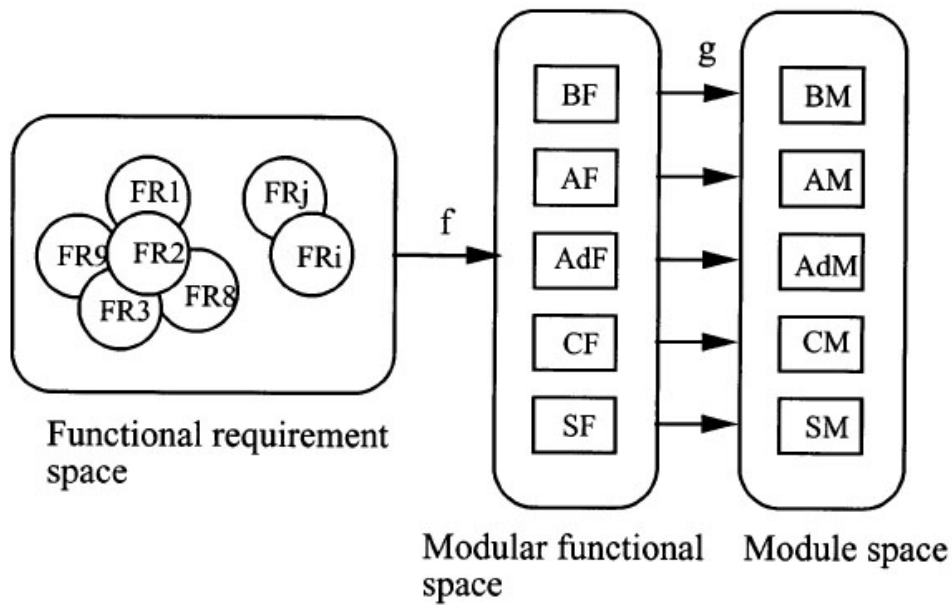 FR1
FR9
FR2
FR3
FR8
FRj
FRi
Functional requirement
space
f
BF
AF
AdF
CF
SF
Modular functional
space
g
BM
AM
AdM
CM
SM
Module space